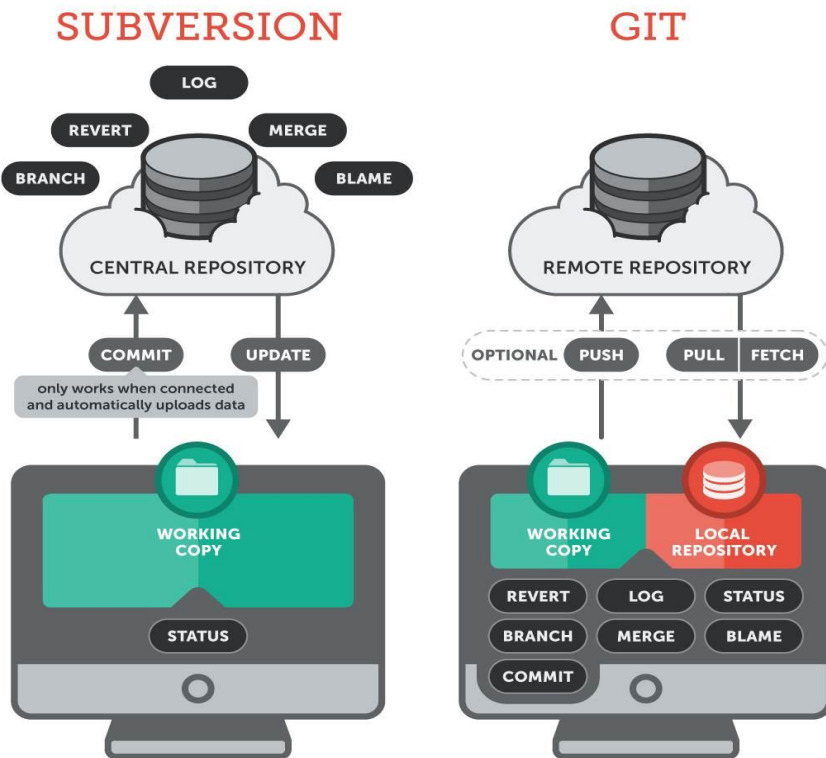 SUBVERSION
LOG
REVERT
MERGE
BRANCH
BLAME
CENTRAL REPOSITORY
COMMIT
UPDATE
only works when connected
and automatically uploads data
WORKING
COPY
STATUS
GIT
REMOTE REPOSITORY
OPTIONAL
PUSH
PULL
FETCH
WORKING
COPY
LOCAL
REPOSITORY
REVERT
LOG
STATUS
BRANCH
MERGE
BLAME
COMMIT